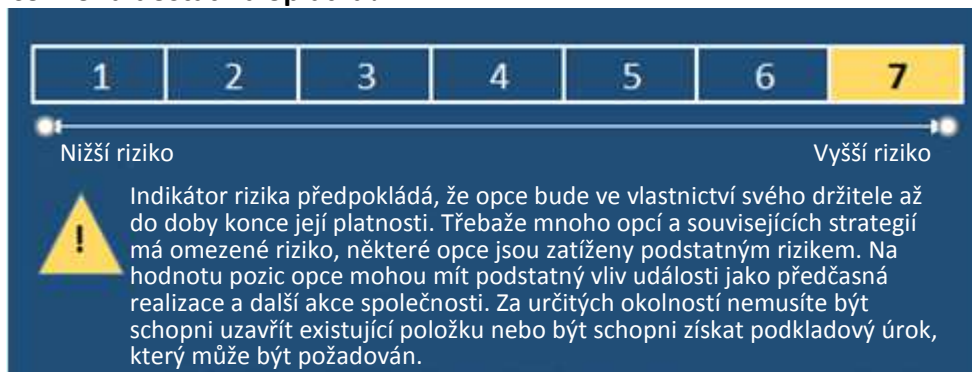 1 2 3 4 5 6 7
Nižší riziko Vyšší riziko
Indikátor rizika předpokládá, že opce bude ve vlastnictví svého držitele až
do doby konce její platnosti. Třebaže mnoho opcí a souvisejících strategií
má omezené riziko, některé opce jsou zatíženy podstatným rizikem. Na
hodnotu pozic opce mohou mít podstatný vliv události jako předčasná
realizace a další akce společnosti. Za určitých okolností nemusíte být
schopni uzavřít existující položku nebo být schopni získat podkladový úrok,
který může být požadován.